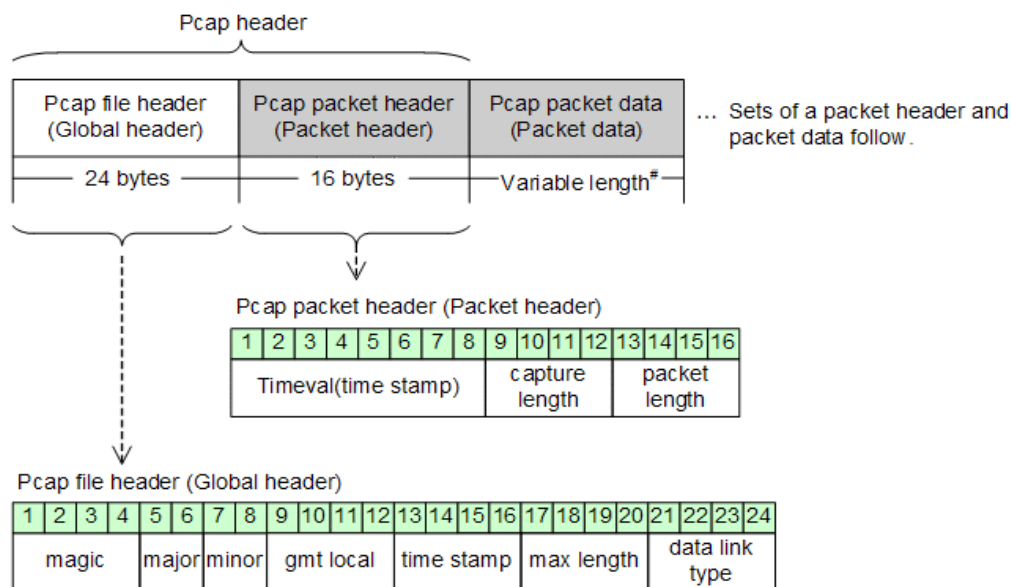 Pcap header
Pcap file header
(Global header)
Pcap packet header
(Packet header)
Pcap packet data
(Packet data)
... Sets of a packet header and
packet data follow.
24 bytes
16 bytes
Variable length#
Pcap packet header (Packet header)
1 2 3 4 5 6 7 8 9 10 11 12 13 14 15 16
Timeval(time stamp)
capture
length
packet
length
Pcap file header (Global header)
1 2 3 4 5 6 7 8 9 10 11 12 13 14 15 16 17 18 19 20 21 22 23 24
magic major minor gmt local time stamp max length
data link
type